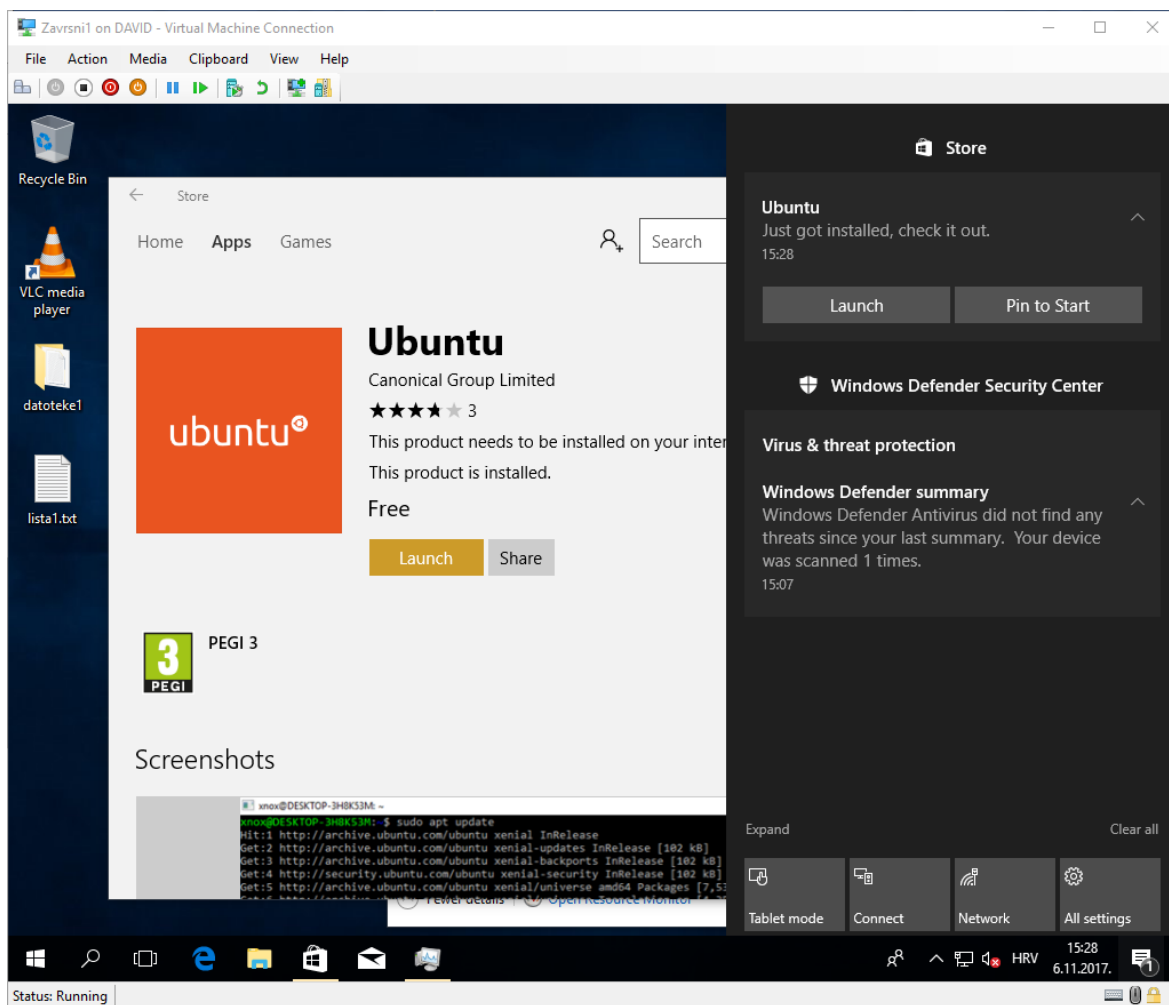 Zavrsni1 on DAVID - Virtual Machine Connection
File Action Media Clipboard View Help
Recycle Bin
VLC media
player
datoteke1
lista1.txt
Store
Home Apps Games
Search
ubuntu
Ubuntu
Canonical Group Limited
3
This product needs to be installed on your inter
This product is installed.
Free
Launch Share
3
PEGI
PEGI 3
Screenshots
xnox@DESKTOP-3H8K53M: ~
xnox@DESKTOP-3H8K53M: $ sudo apt update
Hit:1 http://archive.ubuntu.com/ubuntu xenial InRelease
Get:2 http://archive.ubuntu.com/ubuntu xenial-updates InRelease [102 kB]
Get:3 http://archive.ubuntu.com/ubuntu xenial-backports InRelease [102 kB]
Get:4 http://security.ubuntu.com/ubuntu xenial-security InRelease [102 kB]
Get:5 http://archive.ubuntu.com/ubuntu xenial/universe amd64 Packages [7,53
Fewer details Open Resource Monitor
Store
Ubuntu
Just got installed, check it out.
15:28
Launch Pin to Start
Windows Defender Security Center
Virus & threat protection
Windows Defender summary
Windows Defender Antivirus did not find any
threats since your last summary. Your device
was scanned 1 times.
15:07
Expand Clear all
Tablet mode Connect Network All settings
HRV
15:28
6.11.2017.
1
Status: Running